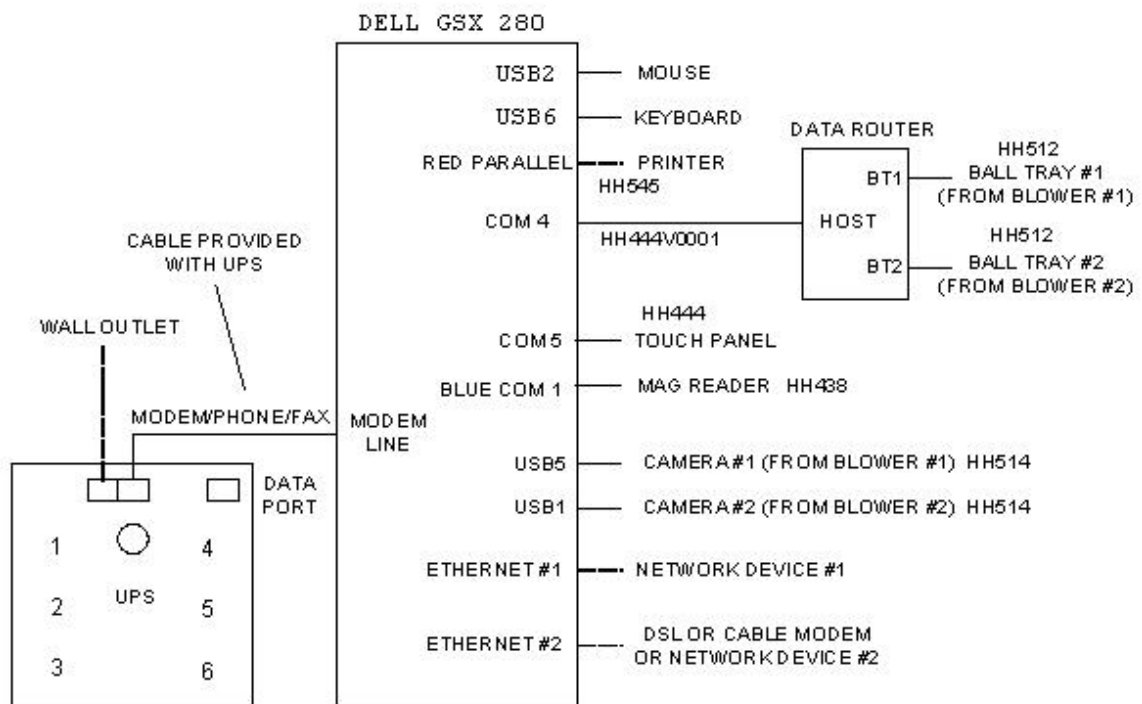 DELL GSX 280
USB2
MOUSE
USB6
KEYBOARD
RED PARALLEL
PRINTER
HH545
COM 4
HH444V0001
DATA ROUTER
HOST
BT1
BT2
HH512
BALL TRAY #1
(FROM BLOWER #1)
HH512
BALL TRAY #2
(FROM BLOWER #2)
HH444
COM 5
TOUCH PANEL
BLUE COM 1
MAG READER HH438
CABLE PROVIDED
WITH UPS
WALL OUTLET
MODEM/PHONE/FAX
MODEM
LINE
USB5
CAMERA #1 (FROM BLOWER #1) HH514
USB1
CAMERA #2 (FROM BLOWER #2) HH514
ETHERNET #1
NETWORK DEVICE #1
ETHERNET #2
DSL OR CABLE MODEM
OR NETWORK DEVICE #2
DATA
PORT
1
4
UPS
2
5
3
6